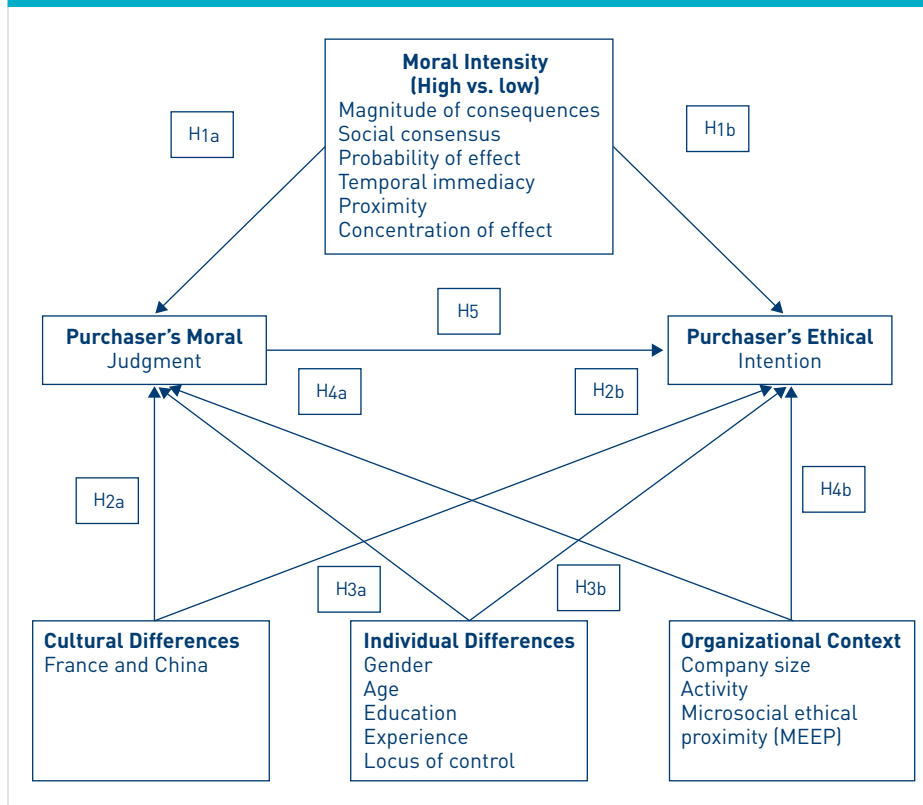 Moral Intensity
(High vs. low)
Magnitude of consequences
Social consensus
Probability of effect
Temporal immediacy
Proximity
Concentration of effect
H1a
H1b
H5
Purchaser's Moral
Judgment
Purchaser's Ethical
Intention
H4a
H2b
H2a
H4b
H3a
H3b
Cultural Differences
France and China
Individual Differences
Gender
Age
Education
Experience
Locus of control
Organizational Context
Company size
Activity
Microsocial ethical
proximity (MEEP)